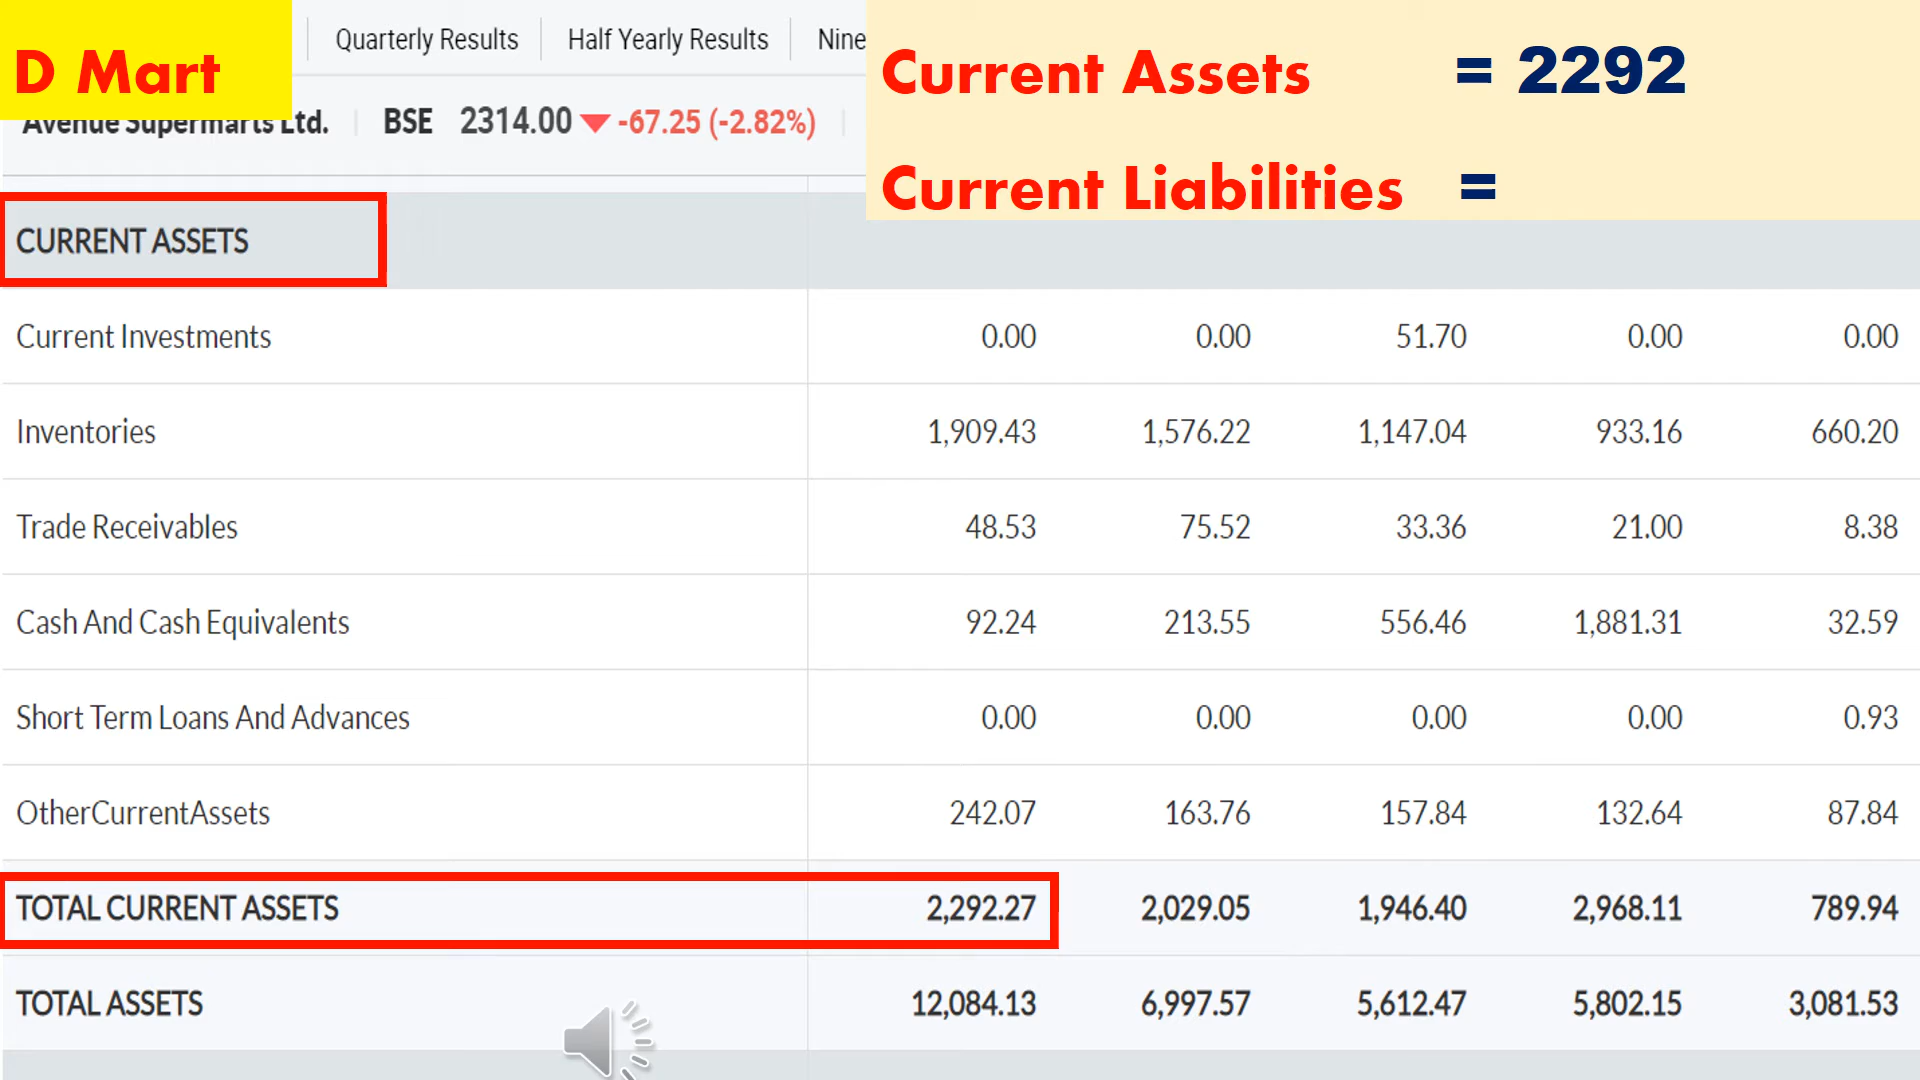 D Mart
Quarterly Results Half Yearly Results Nine
Current Assets = 2292
Avenue Supermarts Ltd. BSE 2314.00 -67.25 (-2.82%)
Current Liabilities =
CURRENT ASSETS
Current Investments 0.00 0.00 51.70 0.00 0.00
Inventories 1,909.43 1,576.22 1,147.04 933.16 660.20
Trade Receivables 48.53 75.52 33.36 21.00 8.38
Cash And Cash Equivalents 92.24 213.55 556.46 1,881.31 32.59
Short Term Loans And Advances 0.00 0.00 0.00 0.00 0.93
OtherCurrentAssets 242.07 163.76 157.84 132.64 87.84
TOTAL CURRENT ASSETS 2,292.27 2,029.05 1,946.40 2,968.11 789.94
TOTAL ASSETS 12,084.13 6,997.57 5,612.47 5,802.15 3,081.53